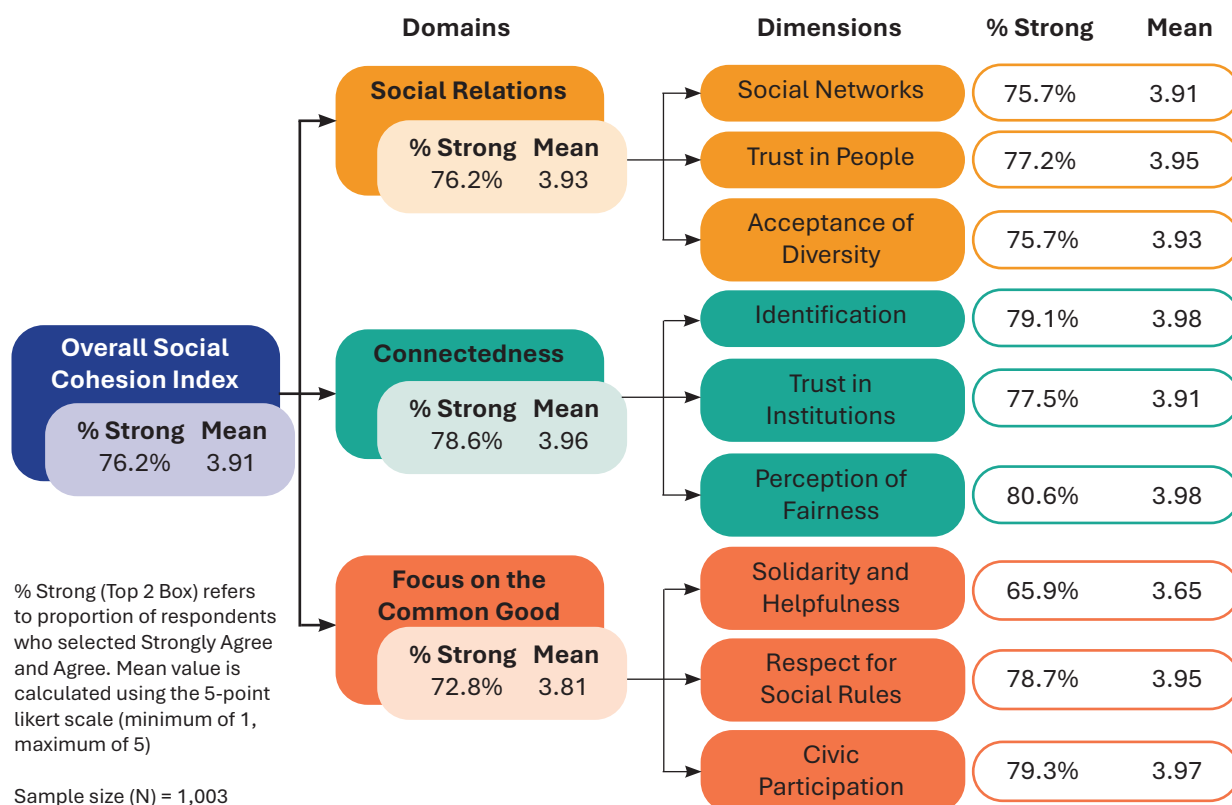 Domains
Dimensions
% Strong
Mean
Social Relations
% Strong Mean
76.2% 3.93
Social Networks
75.7% 3.91
Trust in People
77.2% 3.95
Acceptance of
Diversity
75.7% 3.93
Overall Social
Cohesion Index
% Strong Mean
76.2% 3.91
Connectedness
% Strong Mean
78.6% 3.96
Identification
79.1% 3.98
Trust in
Institutions
77.5% 3.91
Perception of
Fairness
80.6% 3.98
Focus on the
Common Good
% Strong Mean
72.8% 3.81
Solidarity and
Helpfulness
65.9% 3.65
Respect for
Social Rules
78.7% 3.95
Civic
Participation
79.3% 3.97
% Strong (Top 2 Box) refers
to proportion of respondents
who selected Strongly Agree
and Agree. Mean value is
calculated using the 5-point
likert scale (minimum of 1,
maximum of 5)
Sample size (N) = 1,003